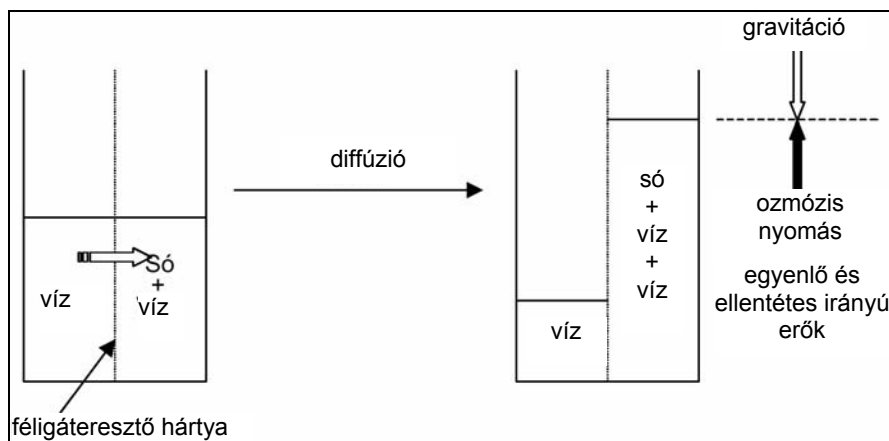 gravitáció
diffúzió
só
+
víz
+
víz
ozmózis
nyomás
egyenlő és
ellentétes irányú
erők
víz
Só
+
víz
víz
féligáteresztő hártya